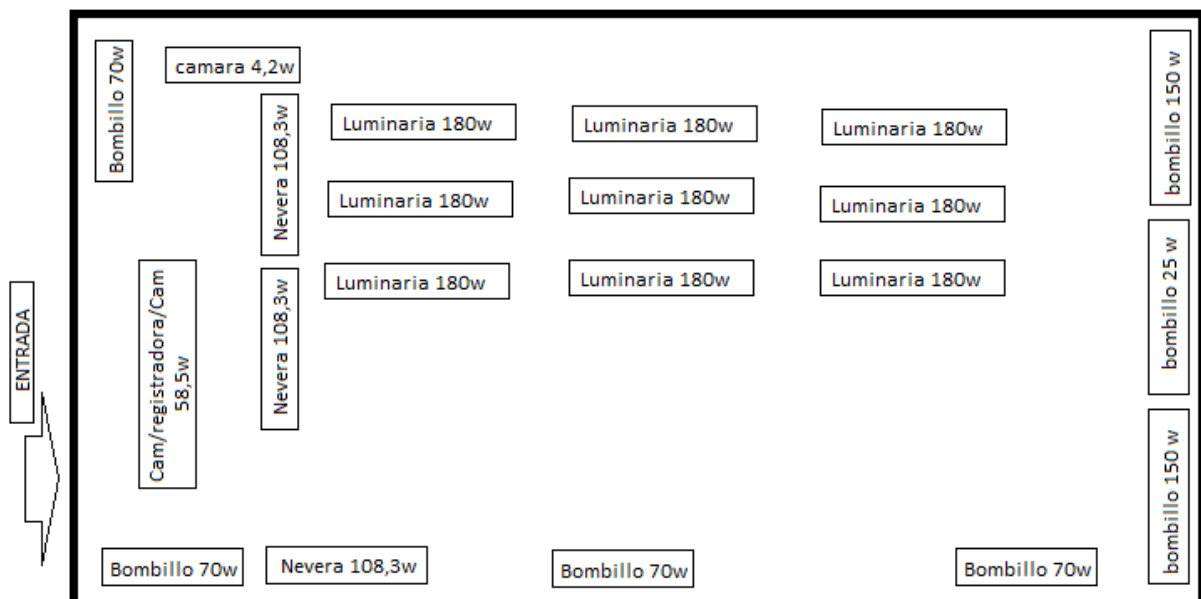 Bombillo 70w
camara 4,2w
Nevera 108,3w
Luminaria 180w
Luminaria 180w
Luminaria 180w
bombillo 150 w
Luminaria 180w
Luminaria 180w
Luminaria 180w
ENTRADA
Cam/registradora/Cam
58,5w
Nevera 108,3w
Luminaria 180w
Luminaria 180w
Luminaria 180w
bombillo 25 w
bombillo 150 w
Bombillo 70w
Nevera 108,3w
Bombillo 70w
Bombillo 70w